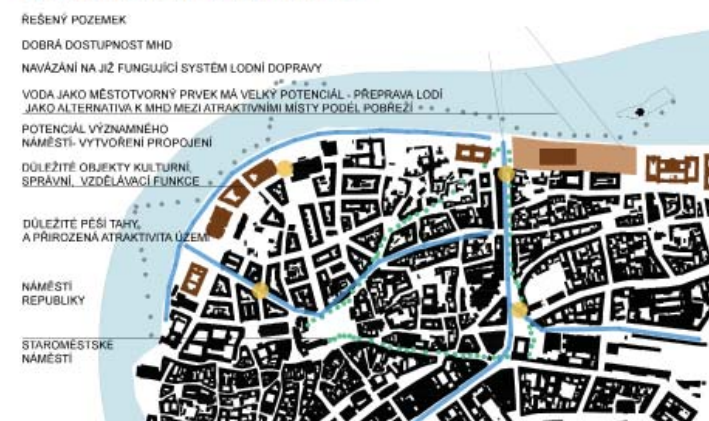 ŘEŠENÝ POZEMEK
DOBRÁ DOSTUPNOST MHD
NAVÁZÁNÍ NA JIŽ FUNGUJÍCÍ SYSTÉM LODNÍ DOPRAVY
VODA JAKO MĚSTOTVORNÝ PRVEK MÁ VELKÝ POTENCIÁL - PŘEPRAVA LODÍ
JAKO ALTERNATIVA K MHD MEZI ATRAKTIVNÍMI MÍSTY PODÉL POBŘEŽÍ
POTENCIÁL VÝZNAMNÉHO
NÁMĚSTÍ- VYTVOŘENÍ PROPOJENÍ
DŮLEŽITÉ OBJEKTY KULTURNÍ,
SPRÁVNÍ, VZDĚLÁVACÍ FUNKCE
DŮLEŽITÉ PĚŠÍ TAHY,
A PŘIROZENÁ ATRAKTIVITA ÚZEMÍ
NÁMĚSTÍ
REPUBLIKY
STAROMĚSTSKÉ
NÁMĚSTÍ